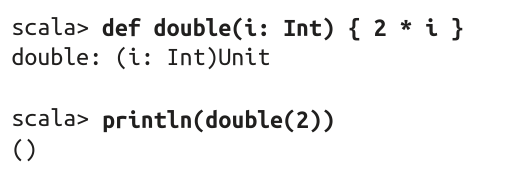 scala> def double(i: Int) { 2 * i }
double: (i: Int)Unit
scala> println(double(2))
()